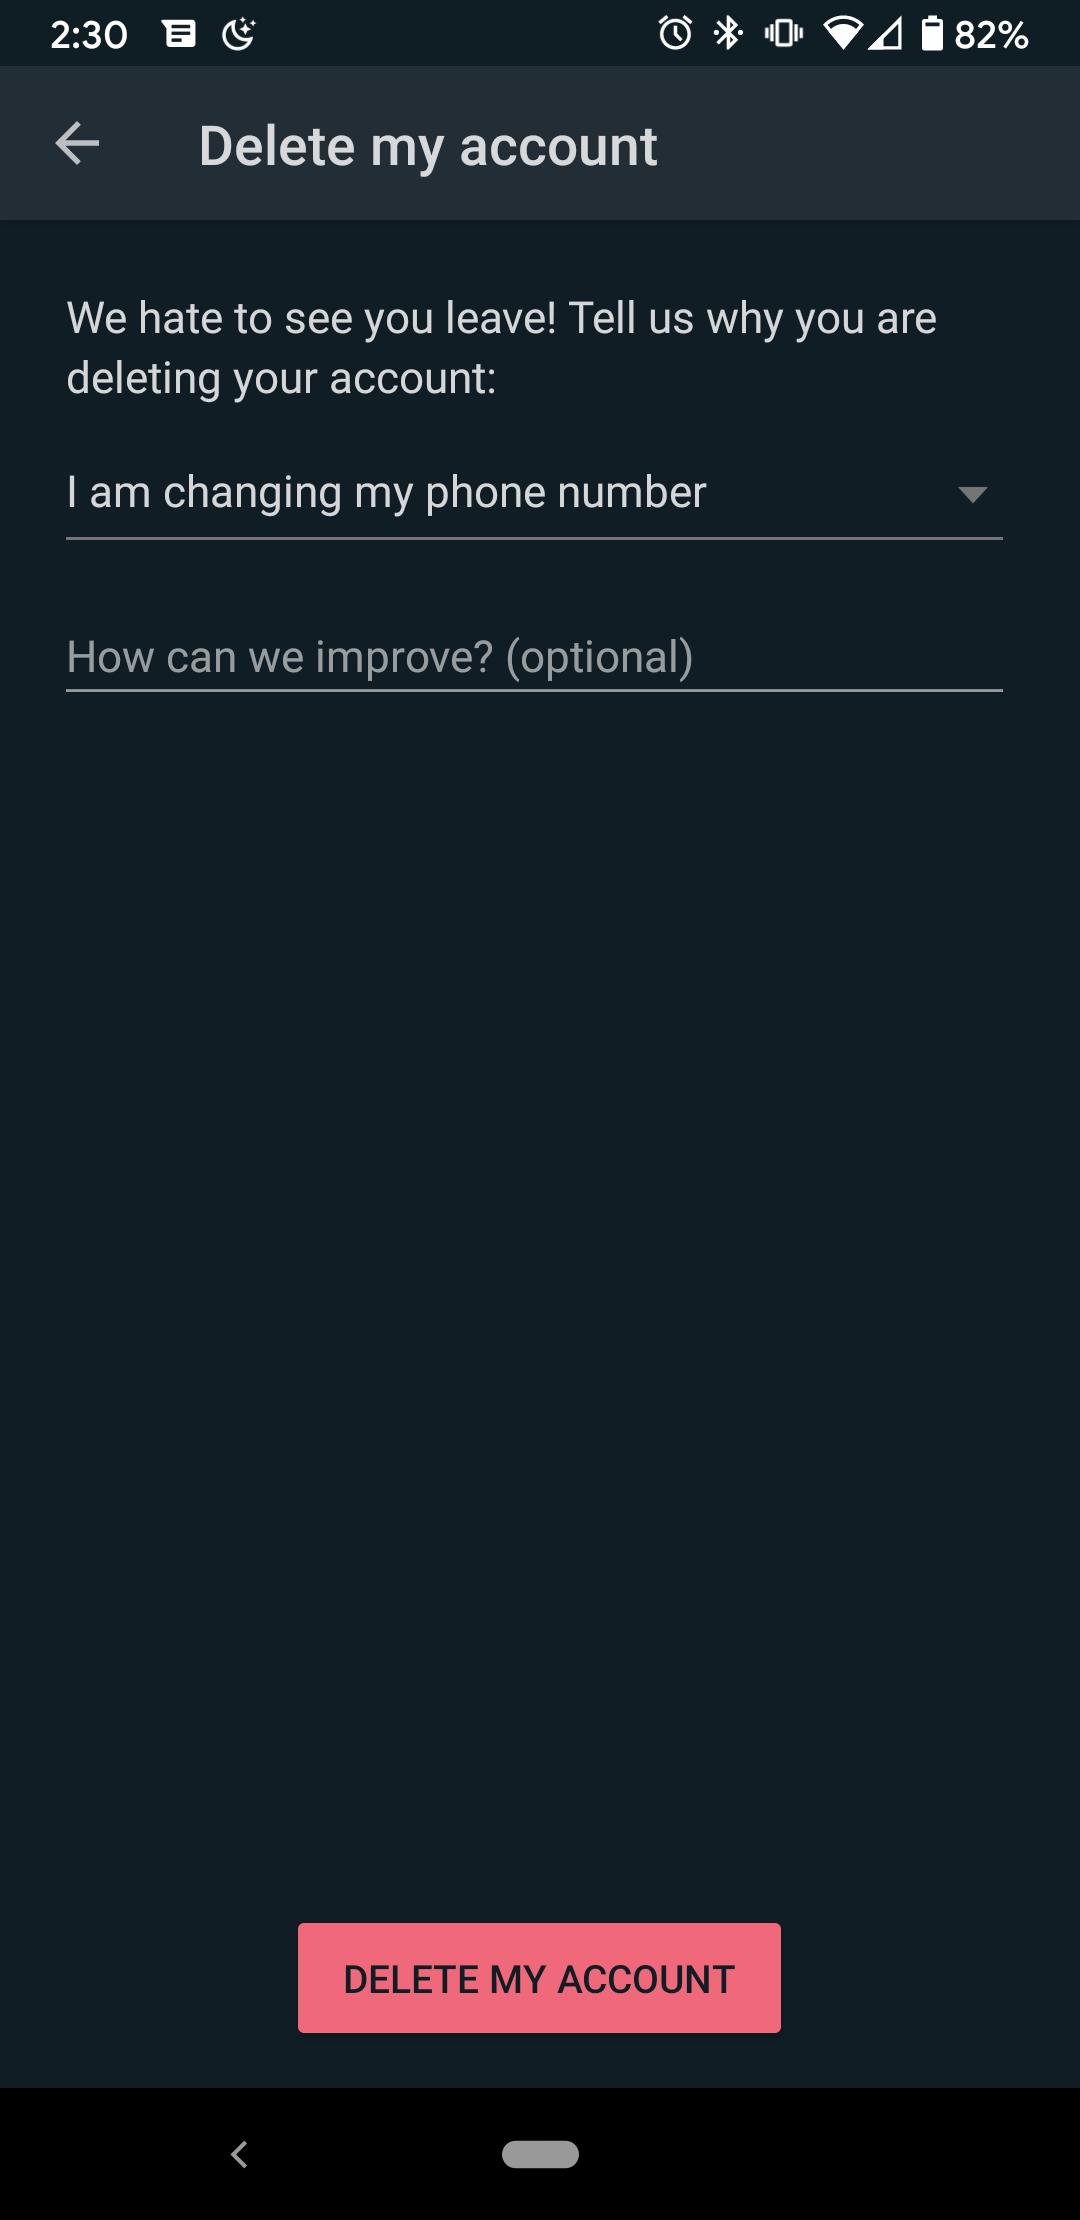 2:30
82%
Delete my account
We hate to see you leave! Tell us why you are
deleting your account:
I am changing my phone number
How can we improve? (optional)
DELETE MY ACCOUNT